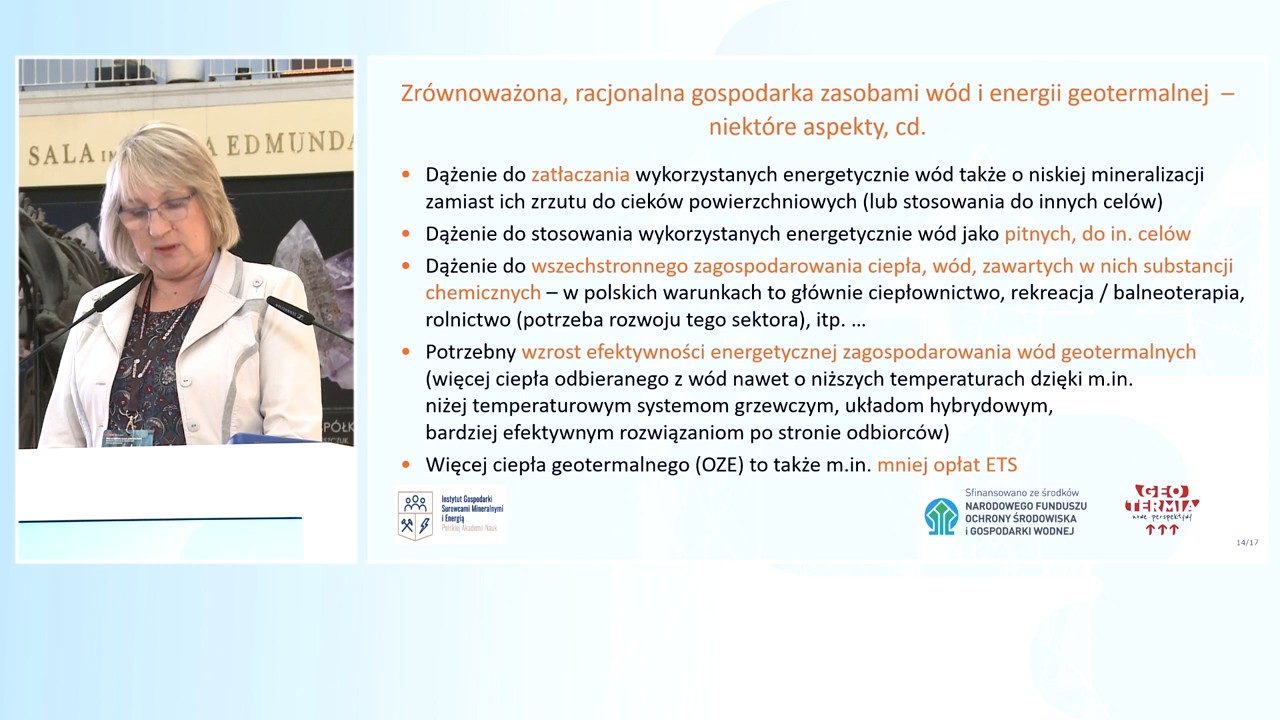 SALA
EDMUNDA
Zrównoważona, racjonalna gospodarka zasobami wód i energii geotermalnej –
niektóre aspekty, cd.
• Dążenie do zatłaczania wykorzystanych energetycznie wód także o niskiej mineralizacji
zamiast ich zrzutu do cieków powierzchniowych (lub stosowania do innych celów)
• Dążenie do stosowania wykorzystanych energetycznie wód jako pitnych, do in. celów
• Dążenie do wszechstronnego zagospodarowania ciepła, wód, zawartych w nich substancji
chemicznych – w polskich warunkach to głównie ciepłownictwo, rekreacja / balneoterapia,
rolnictwo (potrzeba rozwoju tego sektora), itp. ...
• Potrzebny wzrost efektywności energetycznej zagospodarowania wód geotermalnych
(więcej ciepła odbieranego z wód nawet o niższych temperaturach dzięki m.in.
niżej temperaturowym systemom grzewczym, układom hybrydowym,
bardziej efektywnym rozwiązaniom po stronie odbiorców)
• Więcej ciepła geotermalnego (OZE) to także m.in. mniej opłat ETS
Instytut Gospodarki
Surowcami Mineralnymi
i Energią
Polskiej Akademii Nauk
Sfinansowano ze środków
NARODOWEGO FUNDUSZU
OCHRONY ŚRODOWISKA
i GOSPODARKI WODNEJ
GEO
TERMIA
nowe perspektywy
14/17